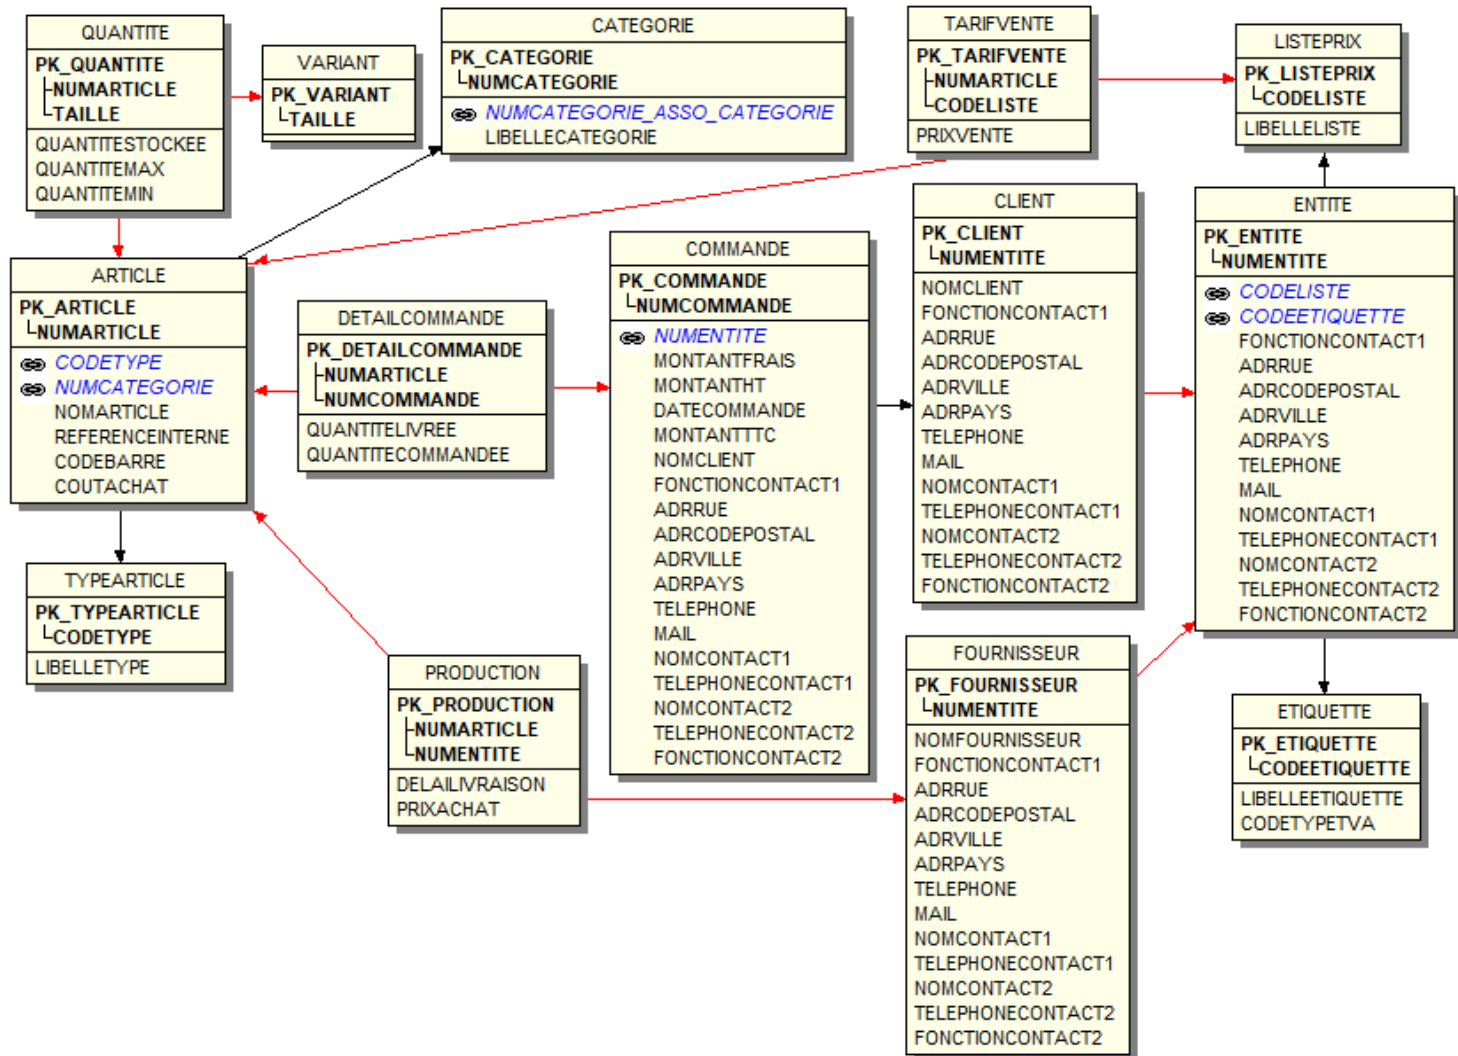 QUANTITE
PK_QUANTITE
NUMARTICLE
TAILLE
QUANTITESTOCKEE
QUANTITEMAX
QUANTITEMIN
VARIANT
PK_VARIANT
TAILLE
CATEGORIE
PK_CATEGORIE
NUMCATEGORIE
NUMCATEGORIE_ASSO_CATEGORIE
LIBELLECATEGORIE
TARIFVENTE
PK_TARIFVENTE
NUMARTICLE
CODELISTE
PRIXVENTE
LISTEPRIX
PK_LISTEPRIX
CODELISTE
LIBELLELISTE
ARTICLE
PK_ARTICLE
NUMARTICLE
CODETYPE
NUMCATEGORIE
NOMARTICLE
REFERENCEINTERNE
CODEBARRE
COUTACHAT
DETAILCOMMANDE
PK_DETAILCOMMANDE
NUMARTICLE
NUMCOMMANDE
QUANTITELIVREE
QUANTITECOMMANDEE
COMMANDE
PK_COMMANDE
NUMCOMMANDE
NUMENTITE
MONTANTFRAIS
MONTANTHT
DATECOMMANDE
MONTANTTTC
NOMCLIENT
FONCTIONCONTACT1
ADRRUE
ADRCODEPOSTAL
ADRVILLE
ADRPAYS
TELEPHONE
MAIL
NOMCONTACT1
TELEPHONECONTACT1
NOMCONTACT2
TELEPHONECONTACT2
FONCTIONCONTACT2
CLIENT
PK_CLIENT
NUMENTITE
NOMCLIENT
FONCTIONCONTACT1
ADRRUE
ADRCODEPOSTAL
ADRVILLE
ADRPAYS
TELEPHONE
MAIL
NOMCONTACT1
TELEPHONECONTACT1
NOMCONTACT2
TELEPHONECONTACT2
FONCTIONCONTACT2
ENTITE
PK_ENTITE
NUMENTITE
CODELISTE
CODEETIQUETTE
FONCTIONCONTACT1
ADRRUE
ADRCODEPOSTAL
ADRVILLE
ADRPAYS
TELEPHONE
MAIL
NOMCONTACT1
TELEPHONECONTACT1
NOMCONTACT2
TELEPHONECONTACT2
FONCTIONCONTACT2
TYPEARTICLE
PK_TYPEARTICLE
CODETYPE
LIBELLETYPE
PRODUCTION
PK_PRODUCTION
NUMARTICLE
NUMENTITE
DELAILIVRAISON
PRIXACHAT
FOURNISSEUR
PK_FOURNISSEUR
NUMENTITE
NOMFOURNISSEUR
FONCTIONCONTACT1
ADRRUE
ADRCODEPOSTAL
ADRVILLE
ADRPAYS
TELEPHONE
MAIL
NOMCONTACT1
TELEPHONECONTACT1
NOMCONTACT2
TELEPHONECONTACT2
FONCTIONCONTACT2
ETIQUETTE
PK_ETIQUETTE
CODEETIQUETTE
LIBELLEETIQUETTE
CODETYPETVA